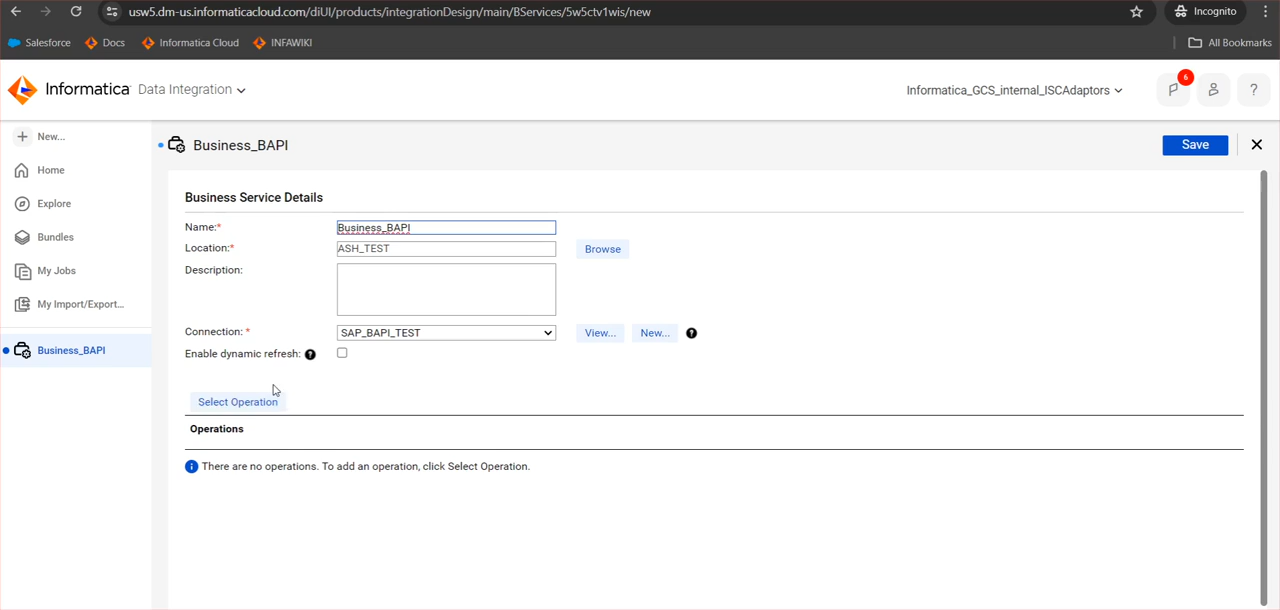 usw5.dm-us.informaticacloud.com/diUI/products/integrationDesign/main/BServices/5w5ctv1wis/new
Incognito
Salesforce
Docs
Informatica Cloud
INFAWIKI
All Bookmarks
Informatica Data Integration
Informatica_GCS_internal_ISCAdaptors
6
?
New...
Home
Explore
Bundles
My Jobs
My Import/Export...
Business_BAPI
Business_BAPI
Save
Business Service Details
Name:* Business_BAPI
Location:* ASH_TEST Browse
Description:
Connection: * SAP_BAPI_TEST View... New... ?
Enable dynamic refresh: ?
Select Operation
Operations
There are no operations. To add an operation, click Select Operation.